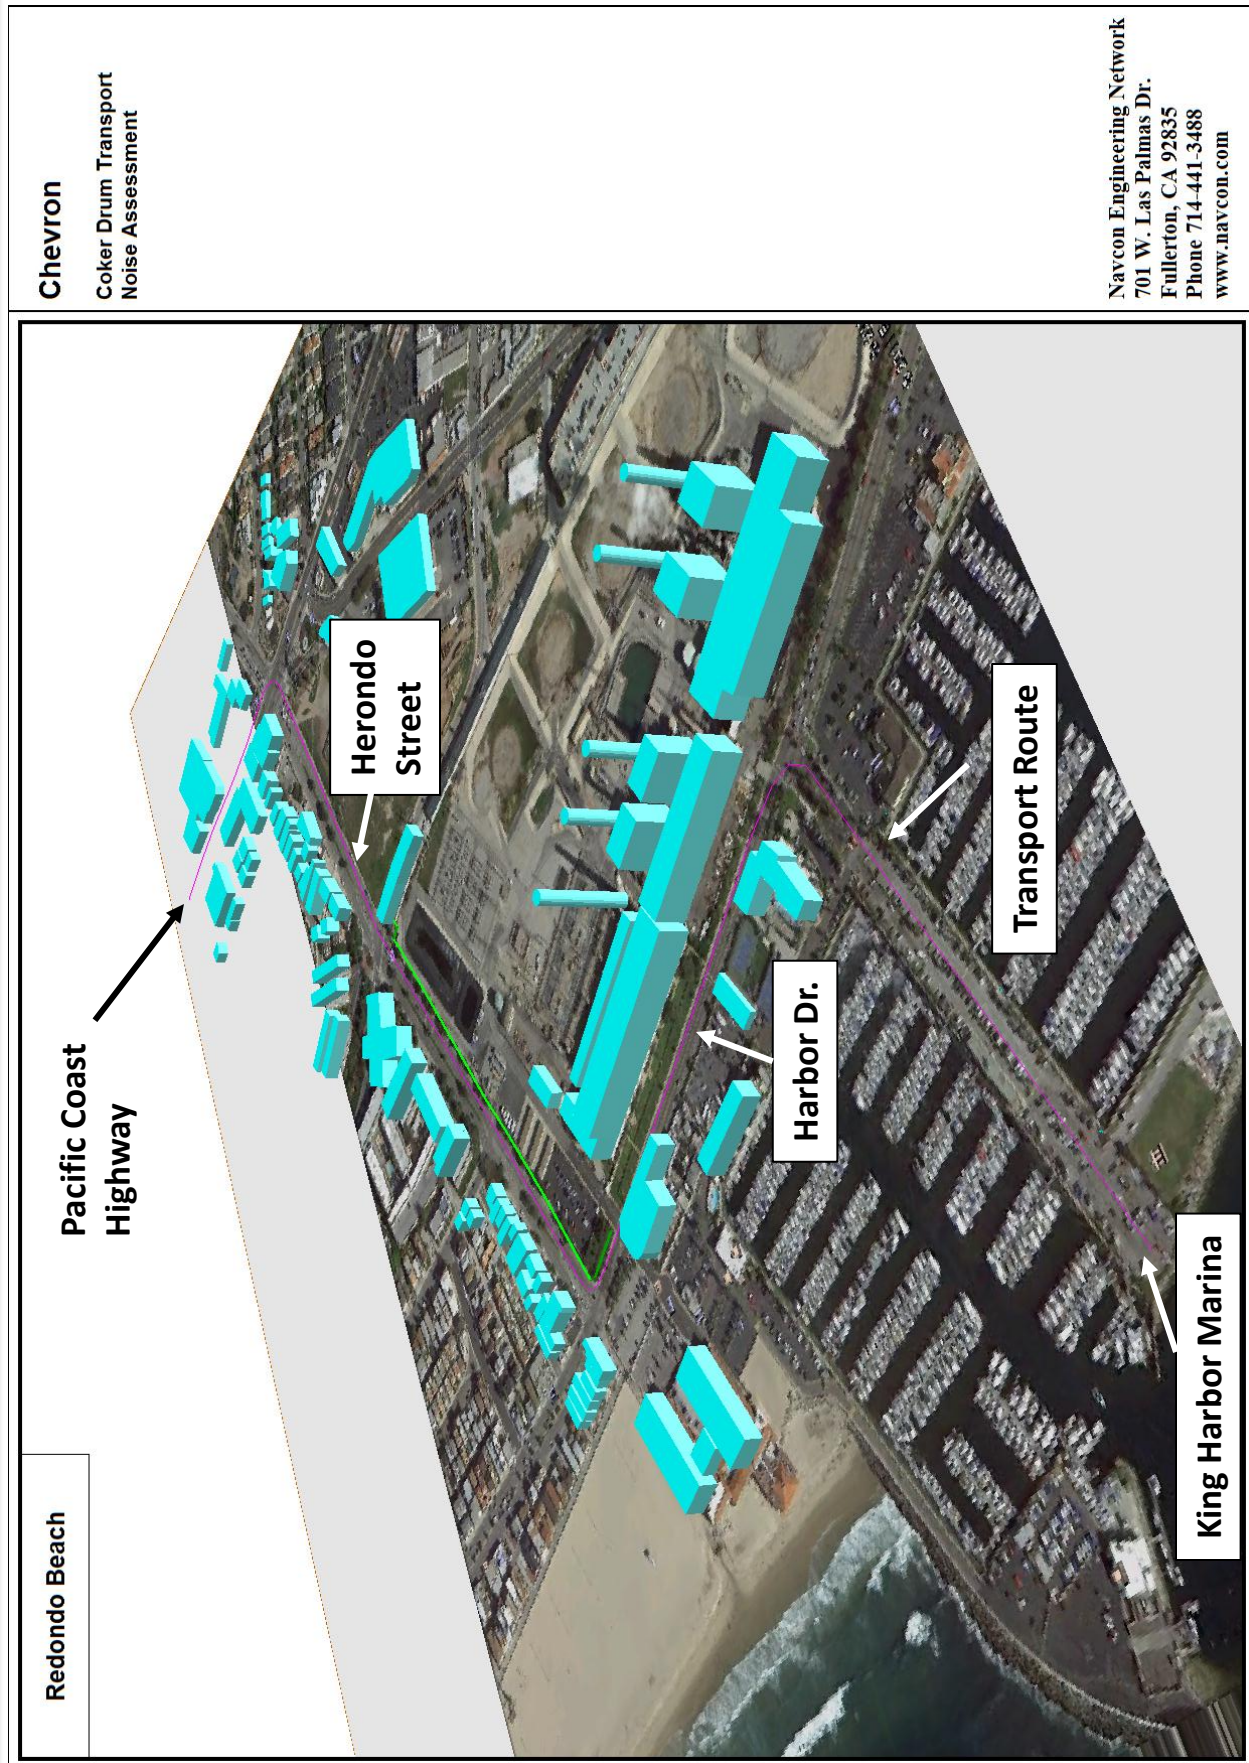 Redondo Beach
Pacific Coast
Highway
Herondo
Street
Harbor Dr.
Transport Route
King Harbor Marina
Chevron
Coker Drum Transport
Noise Assessment
Navcon Engineering Network
701 W. Las Palmas Dr.
Fullerton, CA 92835
Phone 714-441-3488
www.navcon.com